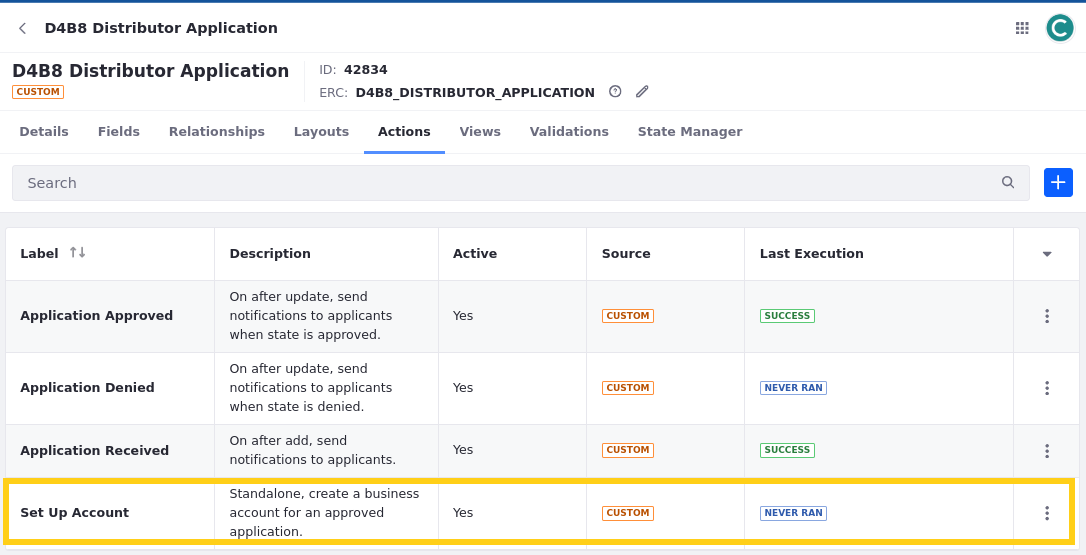 D4B8 Distributor Application
D4B8 Distributor Application
CUSTOM
ID: 42834
ERC: D4B8_DISTRIBUTOR_APPLICATION
Details Fields Relationships Layouts Actions Views Validations State Manager
Search
Label Description Active Source Last Execution
Application Approved
On after update, send
notifications to applicants
when state is approved.
Yes
CUSTOM
SUCCESS
Application Denied
On after update, send
notifications to applicants
when state is denied.
Yes
CUSTOM
NEVER RAN
Application Received
On after add, send
notifications to applicants.
Yes
CUSTOM
SUCCESS
Set Up Account
Standalone, create a business
account for an approved
application.
Yes
CUSTOM
NEVER RAN